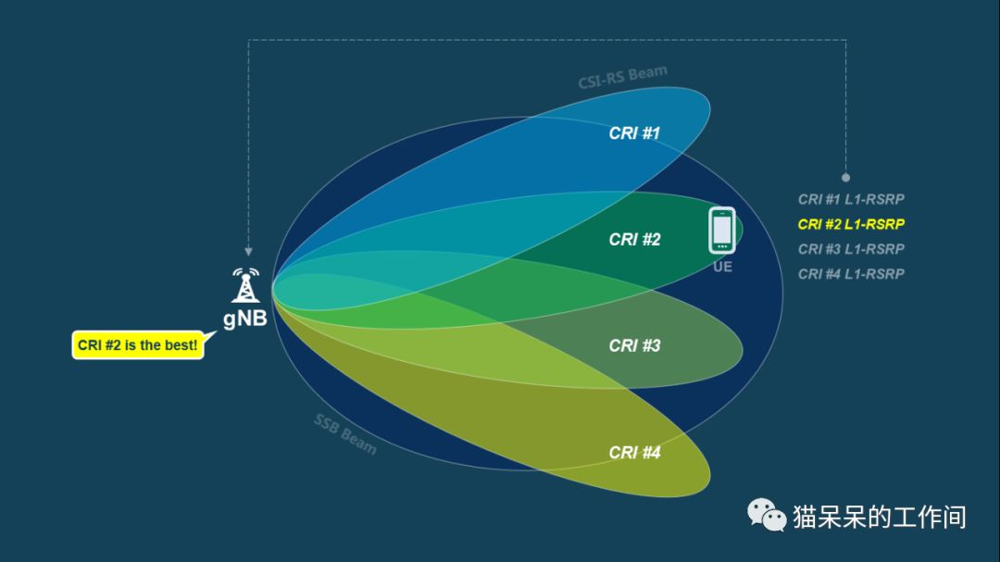 CSI-RS Beam
CRI #1
CRI #1 L1-RSRP
CRI #2 L1-RSRP
CRI #3 L1-RSRP
CRI #4 L1-RSRP
CRI #2
UE
gNB
CRI #2 is the best!
CRI #3
SSB Beam
CRI #4
猫呆呆的工作间